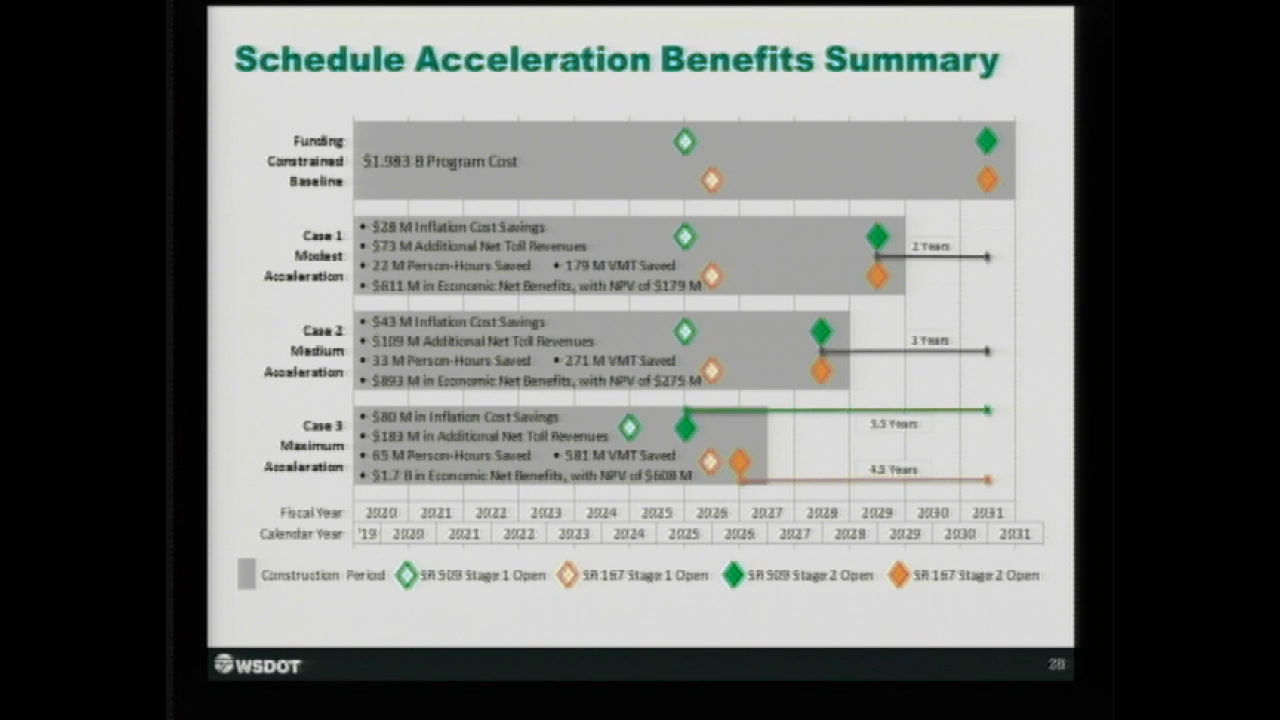 Schedule Acceleration Benefits Summary
Funding
Constrained
Baseline
$1.983 B Program Cost
Case 1
Modest
Acceleration
• $28 M Inflation Cost Savings
• $73 M Additional Net Toll Revenues
• 22 M Person-Hours Saved • 179 M VMT Saved
• $611 M in Economic Net Benefits, with NPV of $179 M
2 Years
Case 2
Medium
Acceleration
• $43 M Inflation Cost Savings
• $109 M Additional Net Toll Revenues
• 33 M Person-Hours Saved • 271 M VMT Saved
• $893 M in Economic Net Benefits, with NPV of $275 M
3 Years
Case 3
Maximum
Acceleration
• $80 M in Inflation Cost Savings
• $183 M in Additional Net Toll Revenues
• 65 M Person-Hours Saved • 581 M VMT Saved
• $1.7 B in Economic Net Benefits, with NPV of $608 M
5.5 Years
4.5 Years
Fiscal Year 2020 2021 2022 2023 2024 2025 2026 2027 2028 2029 2030 2031
Calendar Year '19 2020 2021 2022 2023 2024 2025 2026 2027 2028 2029 2030 2031
Construction Period SR 509 Stage 1 Open SR 167 Stage 1 Open SR 509 Stage 2 Open SR 167 Stage 2 Open
WSDOT
28